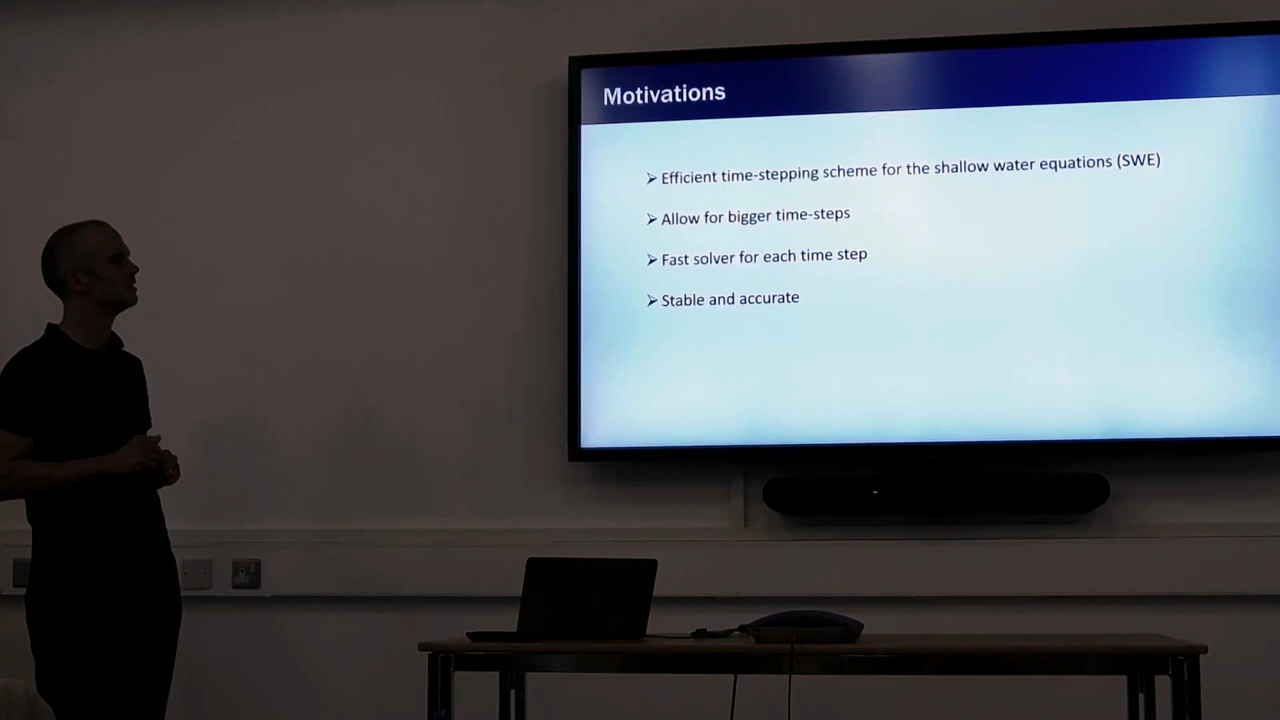 Motivations
➢ Efficient time-stepping scheme for the shallow water equations (SWE)
➢ Allow for bigger time-steps
➢ Fast solver for each time step
➢ Stable and accurate